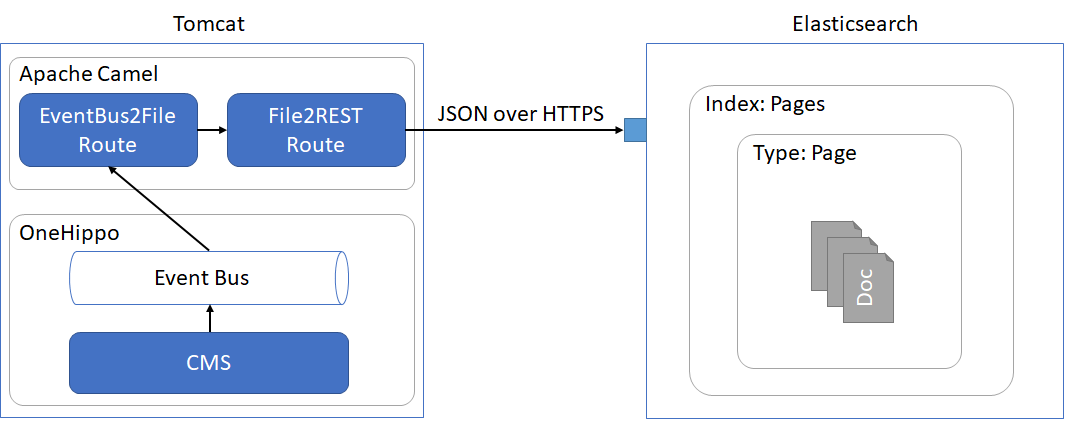 Tomcat
Apache Camel
EventBus2File
Route
File2REST
Route
OneHippo
Event Bus
CMS
JSON over HTTPS
Elasticsearch
Index: Pages
Type: Page
Doc